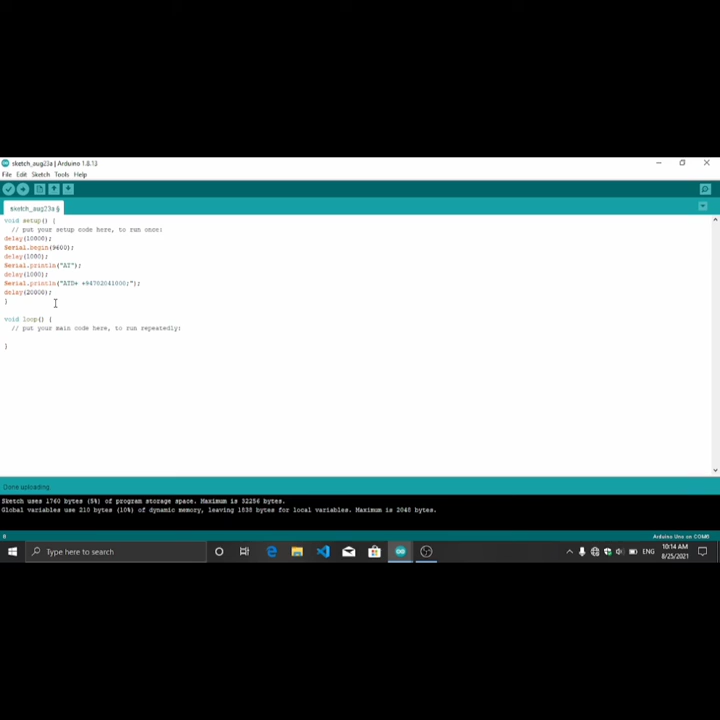 sketch_aug23a | Arduino 1.8.13
File Edit Sketch Tools Help
sketch_aug23a §
void setup() {
// put your setup code here, to run once:
delay(10000);
Serial.begin(9600);
delay(1000);
Serial.println("AT");
delay(1000);
Serial.println("ATD+ +94702041000;");
delay(20000);
}
void loop() {
// put your main code here, to run repeatedly:
}
Done uploading.
Sketch uses 1760 bytes (5%) of program storage space. Maximum is 32256 bytes.
Global variables use 210 bytes (10%) of dynamic memory, leaving 1838 bytes for local variables. Maximum is 2048 bytes.
8
Arduino Uno on COM6
Type here to search
ENG
10:14 AM
8/25/2021